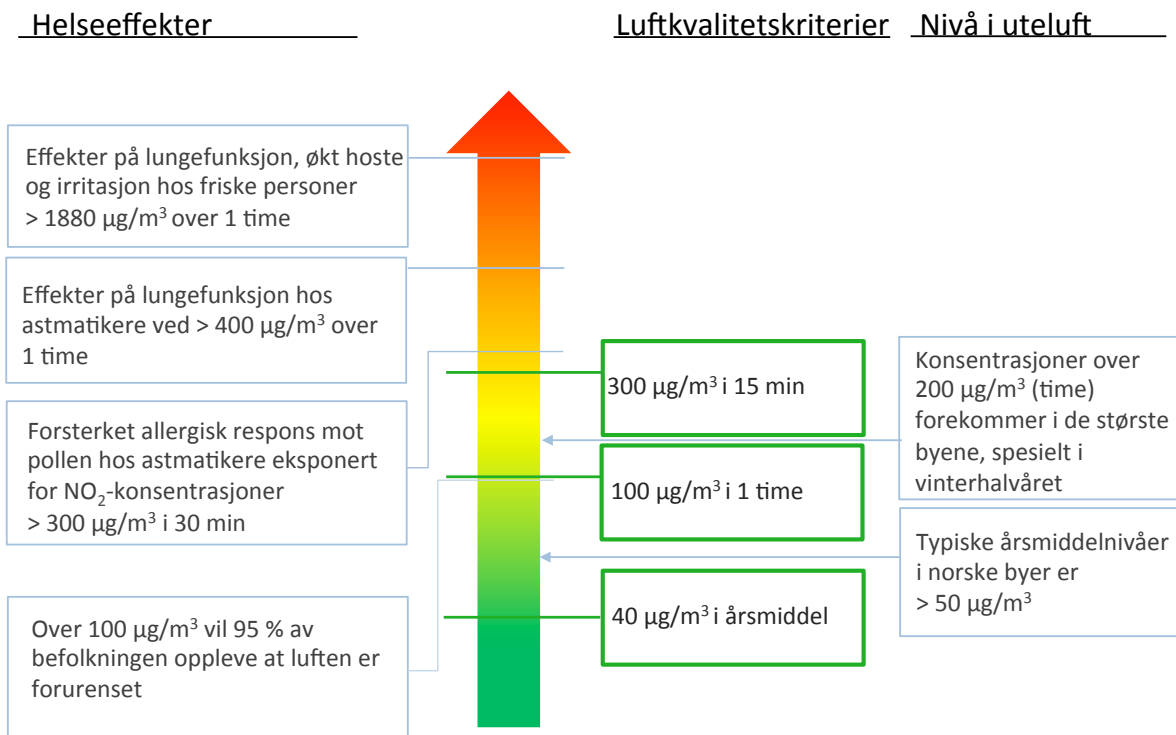 Helseeffekter
Luftkvalitetskriterier
Nivå i uteluft
Effekter på lungefunksjon, økt hoste
og irritasjon hos friske personer
> 1880 µg/m³ over 1 time
Effekter på lungefunksjon hos
astmatikere ved > 400 µg/m³ over
1 time
Forsterket allergisk respons mot
pollen hos astmatikere eksponert
for NO₂-konsentrasjoner
> 300 µg/m³ i 30 min
Over 100 µg/m³ vil 95 % av
befolkningen oppleve at luften er
forurenset
300 µg/m³ i 15 min
100 µg/m³ i 1 time
40 µg/m³ i årsmiddel
Konsentrasjoner over
200 µg/m³ (time)
forekommer i de største
byene, spesielt i
vinterhalvåret
Typiske årsmiddelnivåer
i norske byer er
> 50 µg/m³